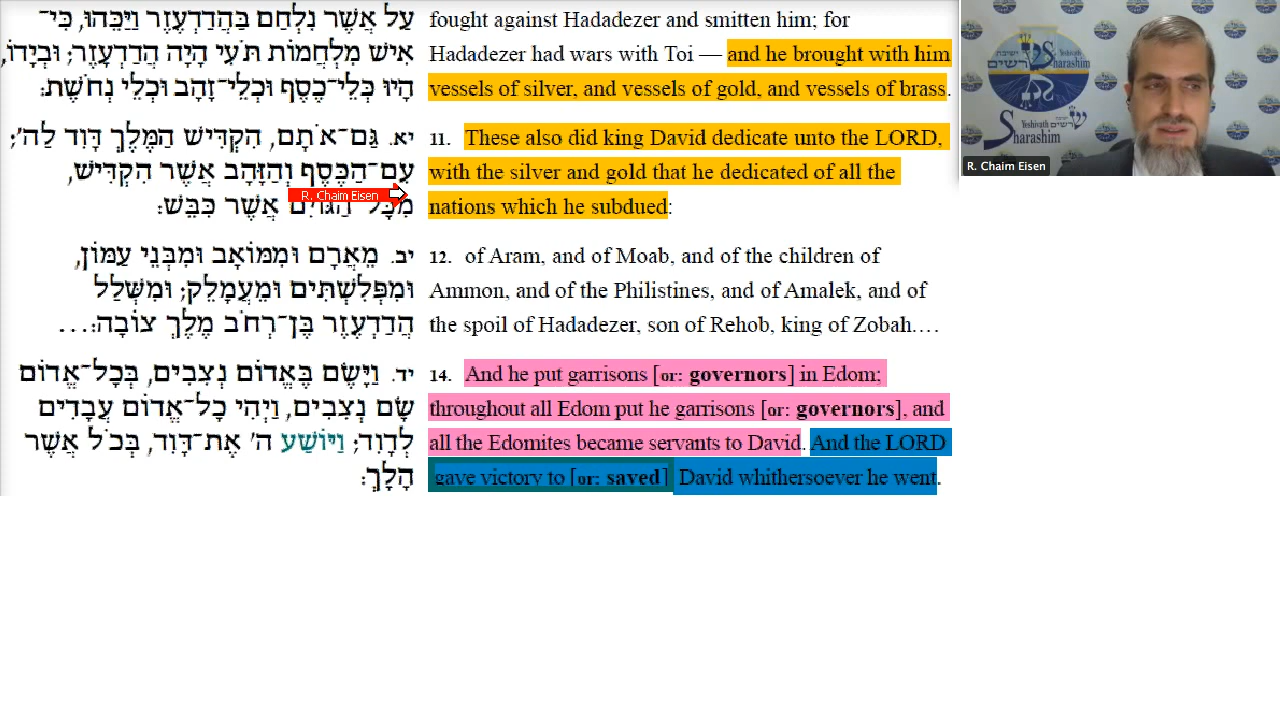 עַל אֲשֶׁר נִלְחַם בַּהֲדַדְעֶזֶר וַיַּכֵּהוּ, כִּי־
אִישׁ מִלְחֲמוֹת תֹּעִי הָיָה הֲדַדְעָזֶר; וּבְיָדוֹ,
הָיוּ כְּלֵי־כֶסֶף וּכְלֵי־זָהָב וּכְלֵי נְחֹשֶׁת:
יא. גַּם־אֹתָם, הִקְדִּישׁ הַמֶּלֶךְ דָּוִד לַה';
עִם־הַכֶּסֶף וְהַזָּהָב אֲשֶׁר הִקְדִּישׁ,
מִכָּל־הַגּוֹיִם אֲשֶׁר כִּבֵּשׁ:
יב. מֵאֲרָם וּמִמּוֹאָב וּמִבְּנֵי עַמּוֹן,
וּמִפְּלִשְׁתִּים וּמֵעֲמָלֵק; וּמִשְּׁלַל
הֲדַדְעֶזֶר בֶּן־רְחֹב מֶלֶךְ צוֹבָה:...
יד. וַיָּשֶׂם בֶּאֱדוֹם נְצִבִים, בְּכָל־אֱדוֹם
שָׂם נְצִבִים, וַיְהִי כָל־אֱדוֹם עֲבָדִים
לְדָוִד; וַיּוֹשַׁע ה' אֶת־דָּוִד, בְּכֹל אֲשֶׁר
הָלָךְ:
fought against Hadadezer and smitten him; for
Hadadezer had wars with Toi — and he brought with him
vessels of silver, and vessels of gold, and vessels of brass.
11. These also did king David dedicate unto the LORD,
with the silver and gold that he dedicated of all the
nations which he subdued:
12. of Aram, and of Moab, and of the children of
Ammon, and of the Philistines, and of Amalek, and of
the spoil of Hadadezer, son of Rehob, king of Zobah....
14. And he put garrisons [or: governors] in Edom;
throughout all Edom put he garrisons [or: governors], and
all the Edomites became servants to David. And the LORD
gave victory to [or: saved] David whithersoever he went.
R. Chaim Eisen
ישיבת
שרשים
Yeshivath
Sharashim
R. Chaim Eisen